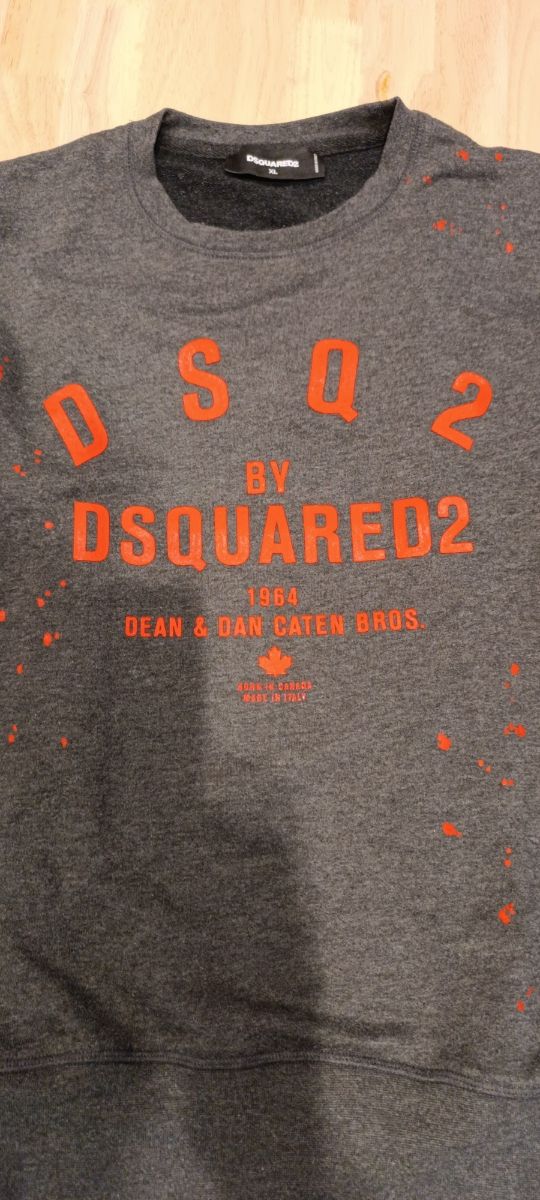 DSQUARED2
XL
DSQ2
BY
DSQUARED2
1964
DEAN & DAN CATEN BROS.
BORN IN CANADA
MADE IN ITALY